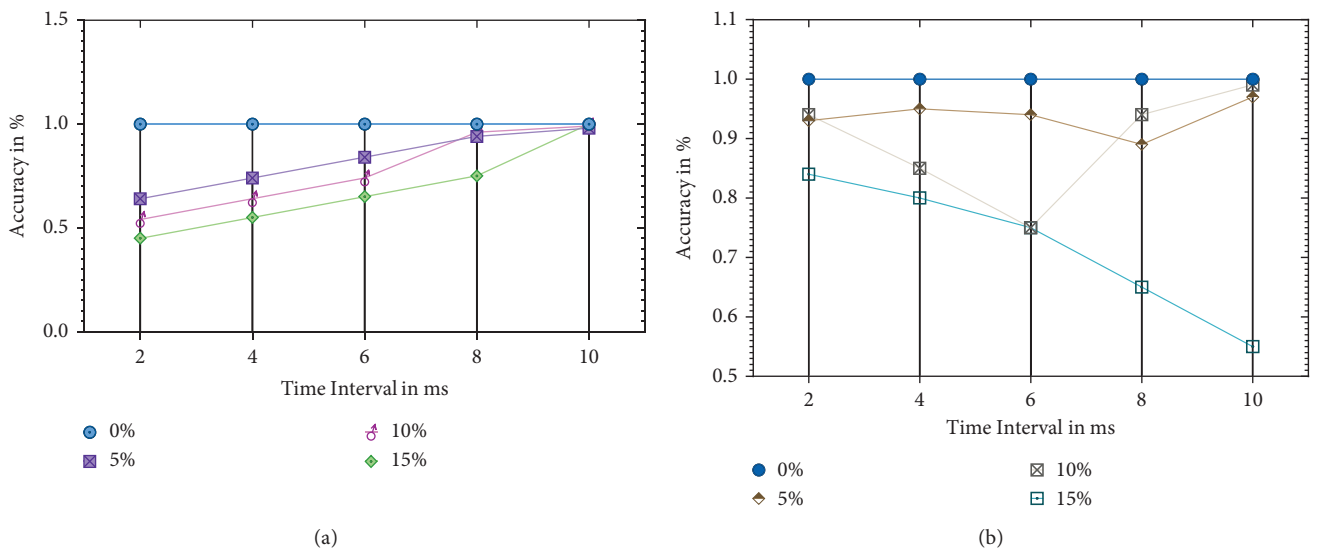 1.5
1.0
0.5
0.0
Accuracy in %
2 4 6 8 10
Time Interval in ms
0% 10%
5% 15%
(a)
1.1
1.0
0.9
0.8
0.7
0.6
0.5
Accuracy in %
2 4 6 8 10
Time Interval in ms
0% 10%
5% 15%
(b)